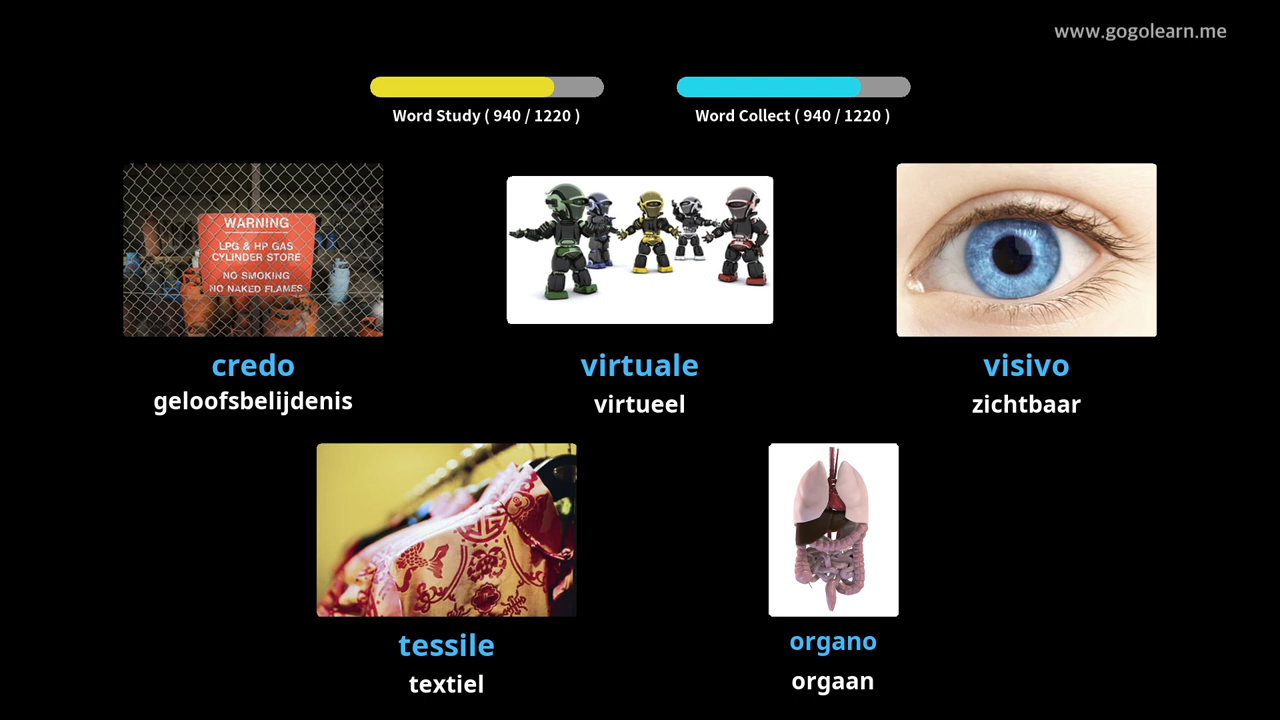 www.gogolearn.me
Word Study ( 940 / 1220 )
Word Collect ( 940 / 1220 )
WARNING
LPG & HP GAS
CYLINDER STORE
NO SMOKING
NO NAKED FLAMES
credo
geloofsbelijdenis
virtuale
virtueel
visivo
zichtbaar
tessile
textiel
organo
orgaan